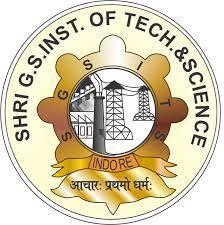 SHRI G.S.INST. OF TECH.&SCIENCE
S G S I T S
INDORE
आचारः प्रथमो धर्मः